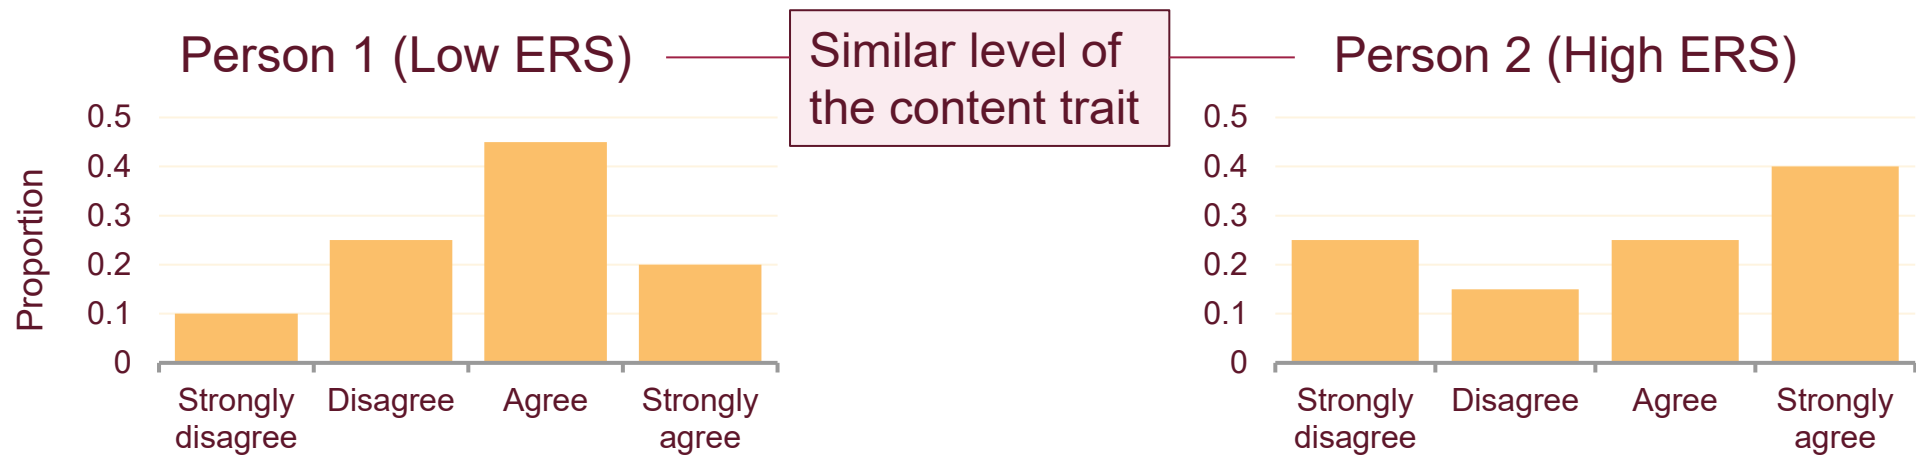 Person 1 (Low ERS)
Similar level of
the content trait
Person 2 (High ERS)
Proportion
0.5
0.4
0.3
0.2
0.1
0
Strongly
disagree
Disagree
Agree
Strongly
agree
0.5
0.4
0.3
0.2
0.1
0
Strongly
disagree
Disagree
Agree
Strongly
agree